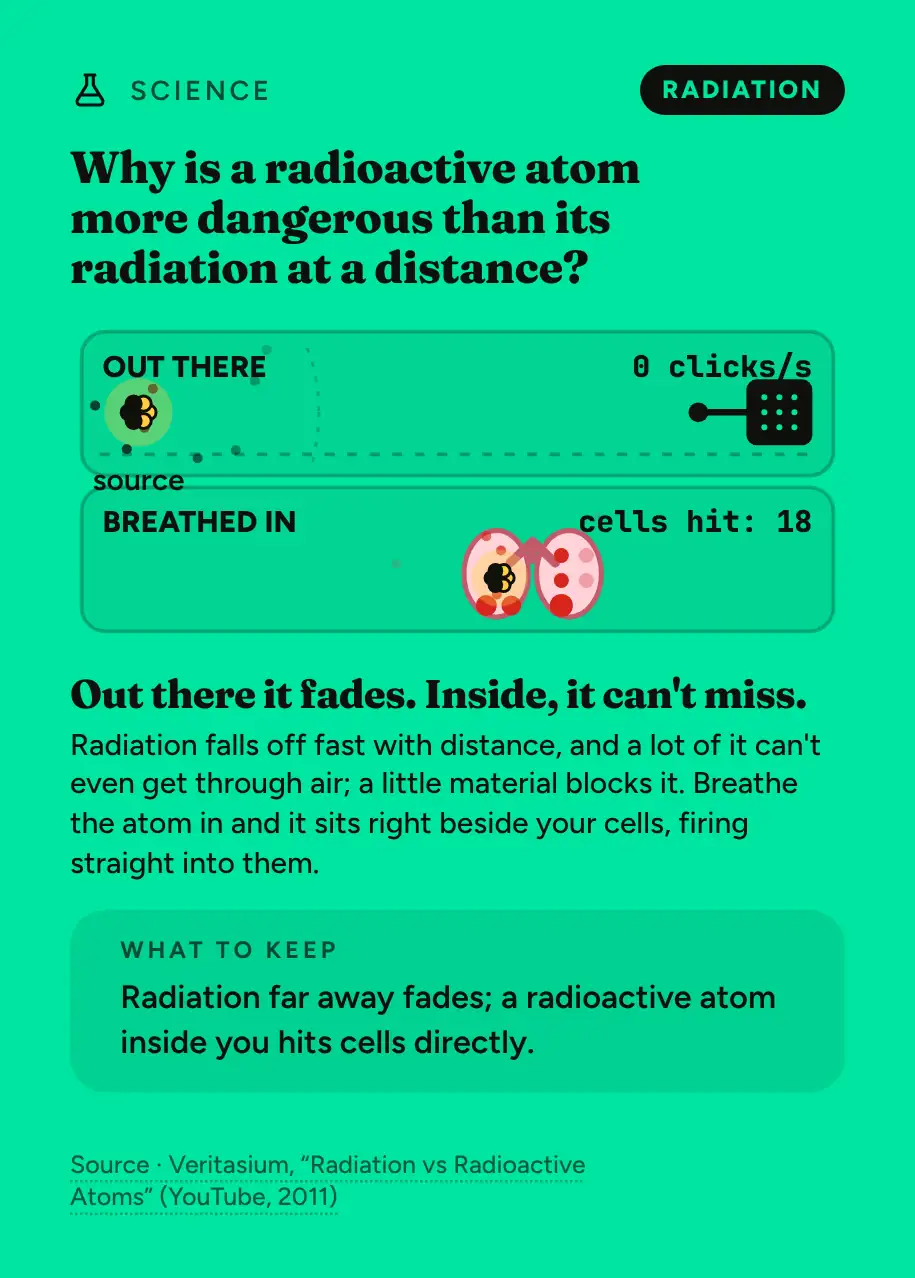 SCIENCE
RADIATION
Why is a radioactive atom
more dangerous than its
radiation at a distance?
OUT THERE
0 clicks/s
source
BREATHED IN
cells hit: 18
Out there it fades. Inside, it can't miss.
Radiation falls off fast with distance, and a lot of it can't
even get through air; a little material blocks it. Breathe
the atom in and it sits right beside your cells, firing
straight into them.
WHAT TO KEEP
Radiation far away fades; a radioactive atom
inside you hits cells directly.
Source · Veritasium, “Radiation vs Radioactive
Atoms” (YouTube, 2011)